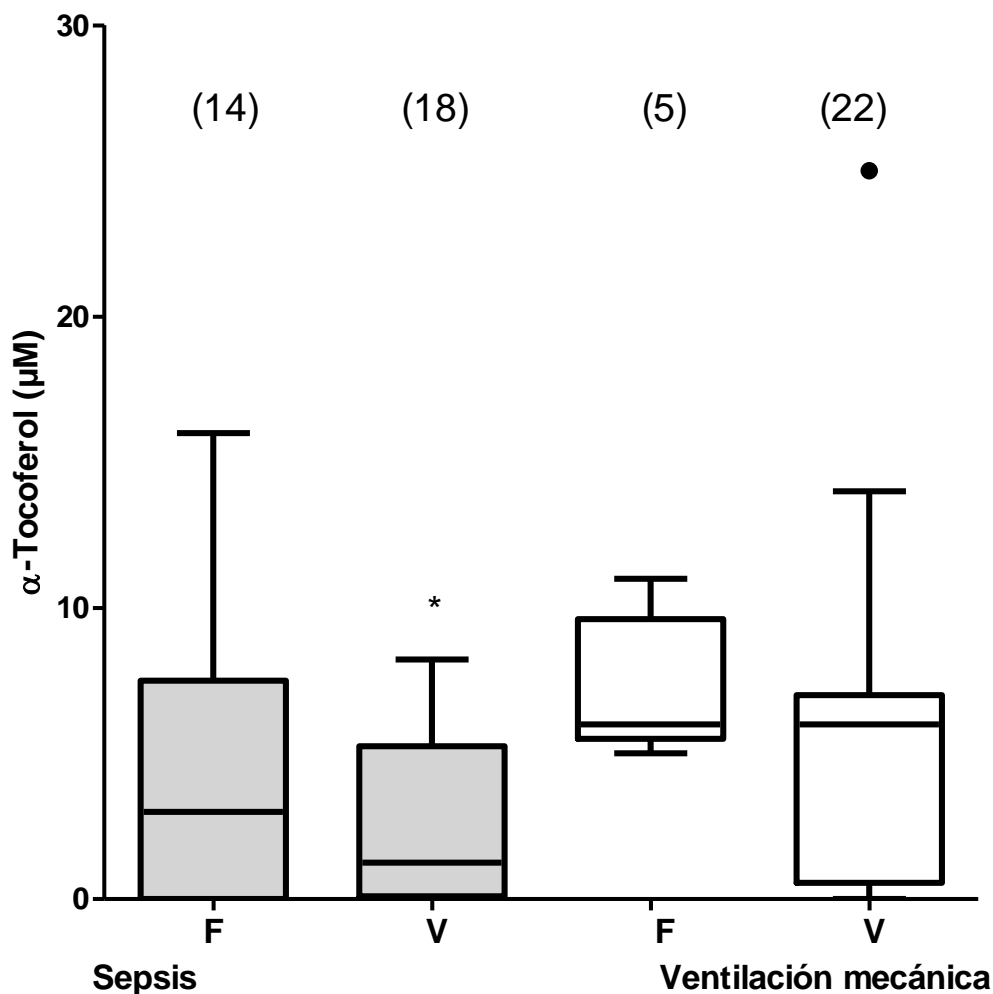 30
(14) (18) (5) (22)
20
α-Tocoferol (µM)
10
*
0
F V F V
Sepsis Ventilación mecánica